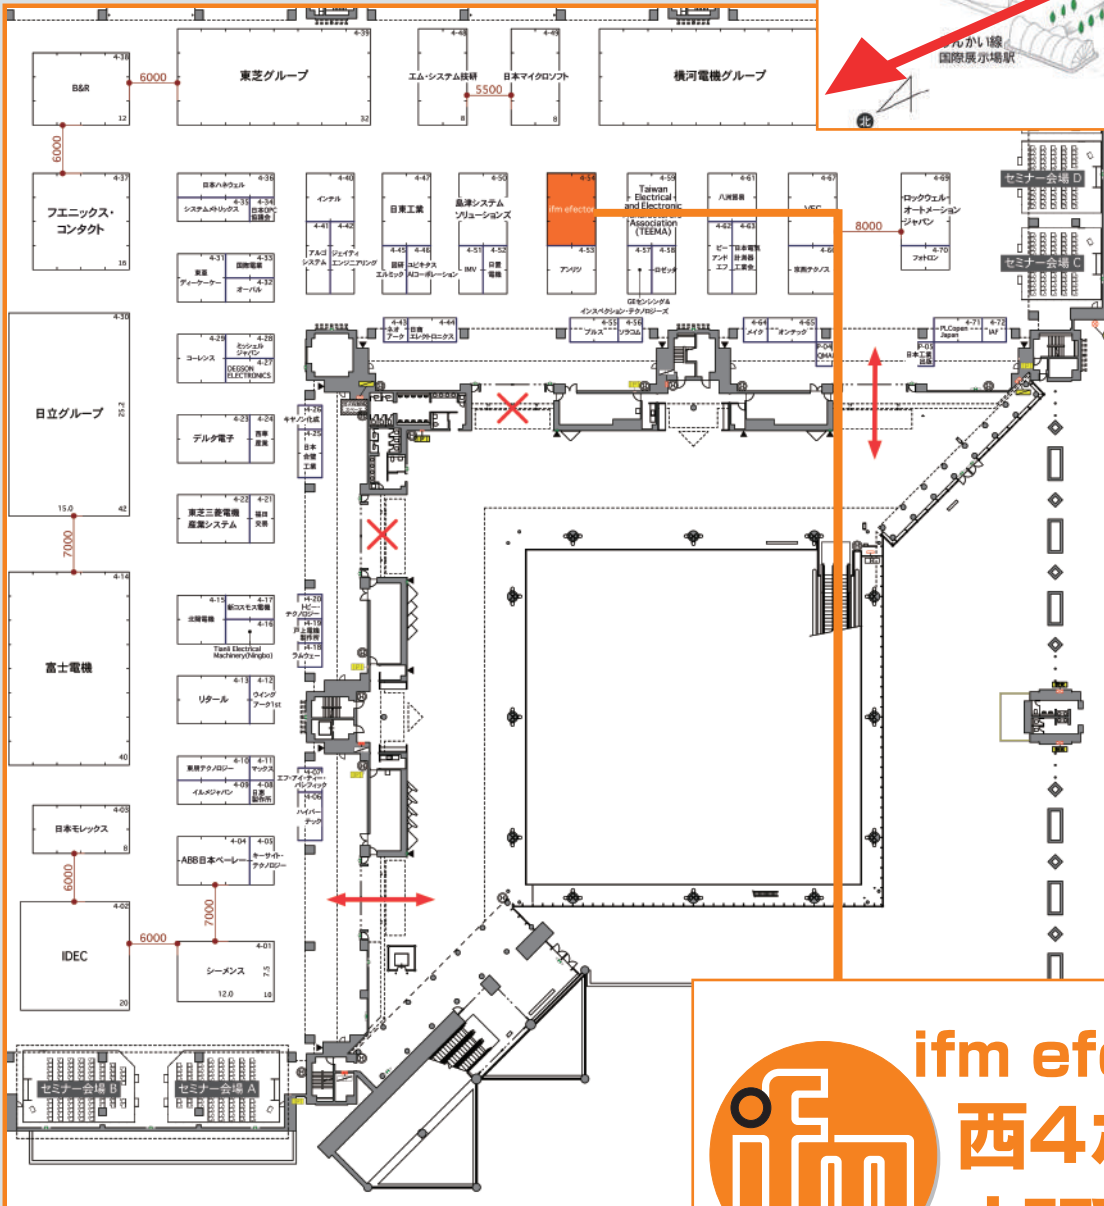 んかい線
国際展示場駅
北
4-38
B&R
12
6000
4-39
東芝グループ
32
4-48
エム・システム技研
8
5500
4-49
日本マイクロソフト
8
横河電機グループ
6000
4-37
フエニックス・
コンタクト
16
4-36
日本ハネウェル
4-35
システムメトリックス
4-34
日本OPC
協議会
4-31
東亜
ディーケーケー
4-33
国際電業
4-32
オーバル
4-40
インテル
4-41
アルゴ
システム
4-42
ジェイティ
エンジニアリング
4-47
日東工業
4-45
エルミック
4-46
ユビキタス
AIコーポレーション
4-50
島津システム
ソリューションズ
4-51
IMV
4-52
日東
電機
4-54
ifm efector
4-53
アンリツ
4-59
Taiwan
Electrical
and Electronic
Association
(TEEMA)
4-57
4-58
ロゼッタ
GEセンシング&
インスペクション・テクノロジーズ
4-61
八洲貿易
4-62
ビー
アンド
エフ
4-63
日本電気
計測器
工業会
4-67
VEC
4-66
京西テクノス
8000
4-69
ロックウェル・
オートメーション
ジャパン
4-70
フォトロン
セミナー会場 D
セミナー会場 C
4-43
ネオ
アーク
4-44
日機
エレクトロニクス
4-55
プルス
4-56
ソラコム
4-64
メイク
4-65
オンテック
P-04
QMAI
4-71
PLCopen
Japan
4-72
IAF
P-05
日本工業
出版
4-30
日立グループ
25.2
15.0
42
4-29
コーレンス
4-28
ミッシェル
ジャパン
4-27
DEGSON
ELECTRONICS
4-23
デルタ電子
4-24
西華
産業
4-26
キヤノン化成
4-25
日本
会管
工業
4-22
東芝三菱電機
産業システム
4-21
福田
交易
7000
4-14
富士電機
40
4-15
北陽電機
4-17
新コスモス電機
4-16
Tianli Electrical
Machinery(Ningbo)
4-20
トビー・
テクノロジー
4-19
戸上電機
製作所
4-18
ラムウェー
4-13
リタール
4-12
ウイング
アーク1st
4-10
東朋テクノロジー
4-11
マックス
4-09
イルメジャパン
4-08
日恵
製作所
4-07
エフ・アイ・ティー・
パシフィック
4-06
ハイバー
テック
4-03
日本モレックス
8
4-04
ABB日本ベーレー
4-05
キーサイト・
テクノロジー
6000
7000
4-02
IDEC
20
6000
4-01
シーメンス
7.5
12.0
10
セミナー会場 B
セミナー会場 A
ifm efe
西4ホ
ifm